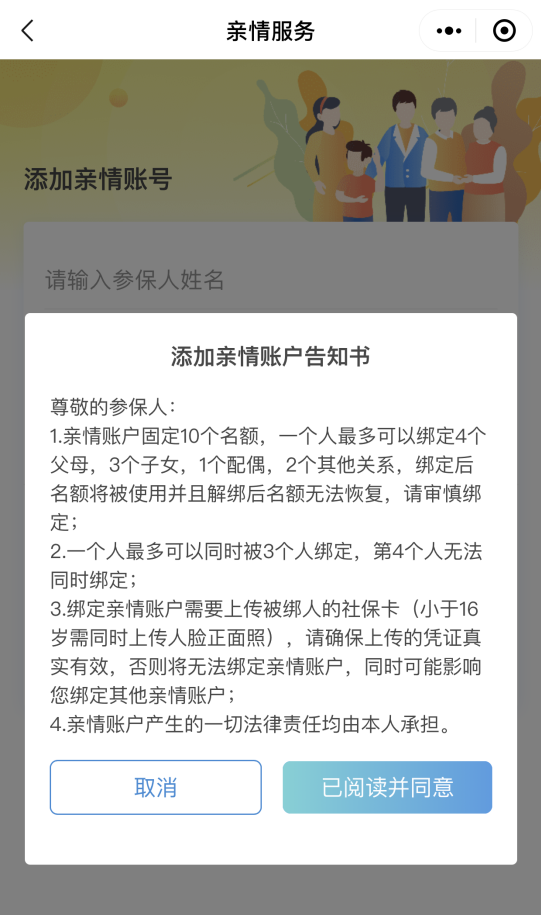 亲情服务
添加亲情账号
请输入参保人姓名
添加亲情账户告知书
尊敬的参保人：
1.亲情账户固定10个名额，一个人最多可以绑定4个
父母，3个子女，1个配偶，2个其他关系，绑定后
名额将被使用并且解绑后名额无法恢复，请审慎绑
定；
2.一个人最多可以同时被3个人绑定，第4个人无法
同时绑定；
3.绑定亲情账户需要上传被绑人的社保卡（小于16
岁需同时上传人脸正面照），请确保上传的凭证真
实有效，否则将无法绑定亲情账户，同时可能影响
您绑定其他亲情账户；
4.亲情账户产生的一切法律责任均由本人承担。
取消
已阅读并同意